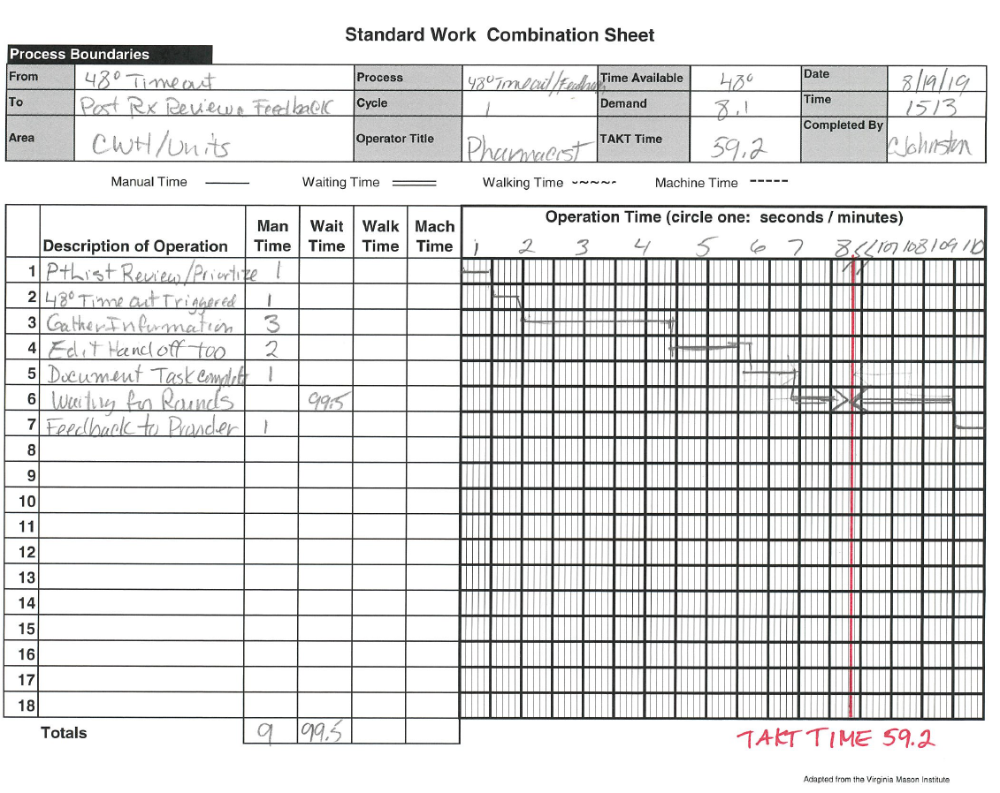 Standard Work Combination Sheet
Process Boundaries
From 48° Timeout Process 48° Timeout/Feedback Time Available 48° Date 8/19/19
To Post Rx Review & Feedback Cycle 1 Demand 8.1 Time 1513
Area CWH/Units Operator Title Pharmacist TAKT Time 59.2 Completed By CJohnston
Manual Time Waiting Time Walking Time Machine Time
Description of Operation Man Time Wait Time Walk Time Mach Time Operation Time (circle one: seconds / minutes)
1 2 3 4 5 6 7 8 107 108 109 110
1 Pt List Review/Priortize 1
2 48° Time out Triggered 1
3 Gather Information 3
4 Edit Hand off too 2
5 Document Task Complete 1
6 Waiting for Rounds 99.5
7 Feedback to Provider 1
8
9
10
11
12
13
14
15
16
17
18
Totals 9 99.5
TAKT TIME 59.2
Adapted from the Virginia Mason Institute